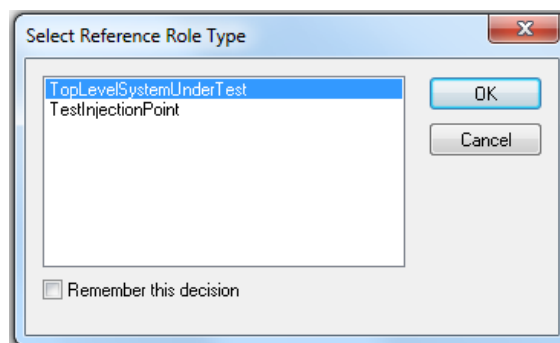 Select Reference Role Type
TopLevelSystemUnderTest
TestInjectionPoint
OK
Cancel
Remember this decision